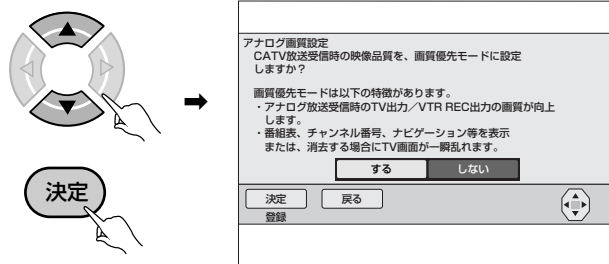 決定
アナログ画質設定
CATV放送受信時の映像品質を、画質優先モードに設定
しますか？
画質優先モードは以下の特徴があります。
・アナログ放送受信時のTV出力／VTR REC出力の画質が向上
します。
・番組表、チャンネル番号、ナビゲーション等を表示
または、消去する場合にTV画面が一瞬乱れます。
する しない
決定 戻る
登録